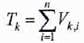 T_k = \sum_{i=1}^{n} V_{k,i}